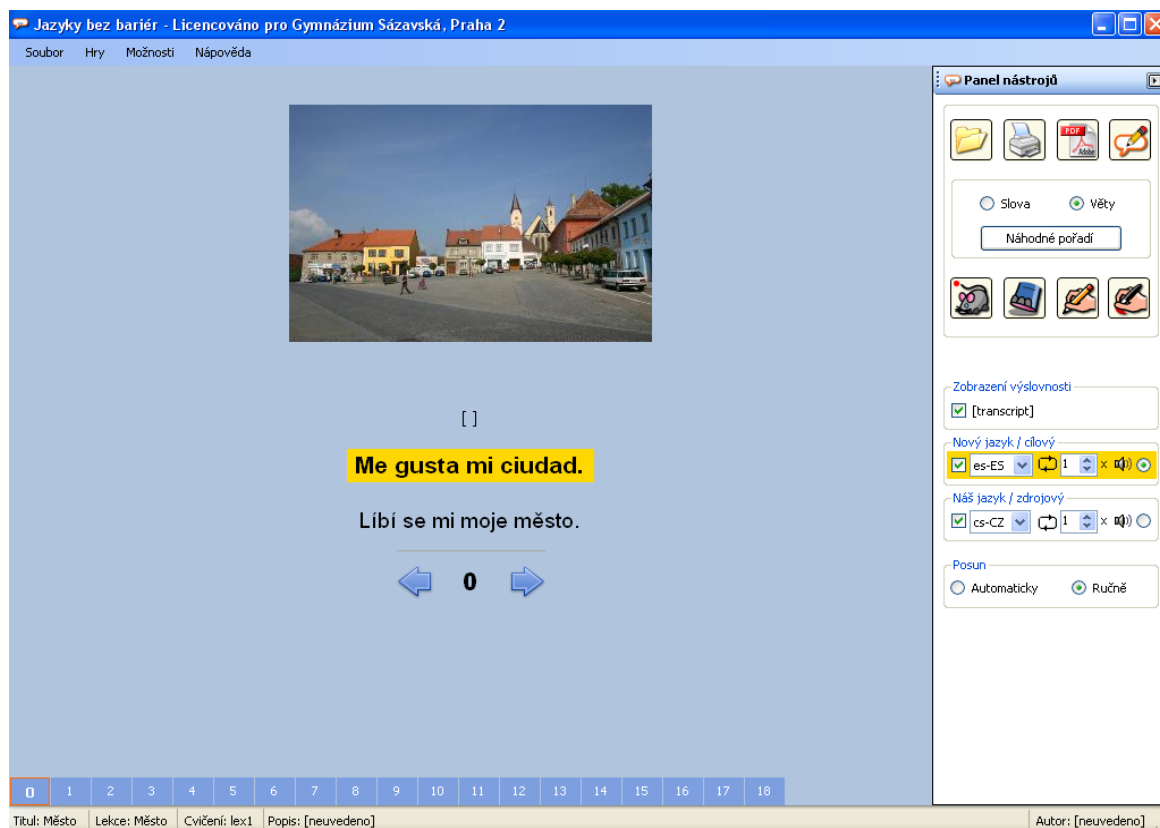 Jazyky bez bariér - Licencováno pro Gymnázium Sázavská, Praha 2
Soubor Hry Možnosti Nápověda
Panel nástrojů
PDF
Adobe
Slova Věty
Náhodné pořadí
[ ]
Me gusta mi ciudad.
Líbí se mi moje město.
0
Zobrazení výslovnosti
[transcript]
Nový jazyk / cílový
es-ES 1 x
Náš jazyk / zdrojový
cs-CZ 1 x
Posun
Automaticky Ručně
0 1 2 3 4 5 6 7 8 9 10 11 12 13 14 15 16 17 18
Titul: Město Lekce: Město Cvičení: lex1 Popis: [neuvedeno] Autor: [neuvedeno]